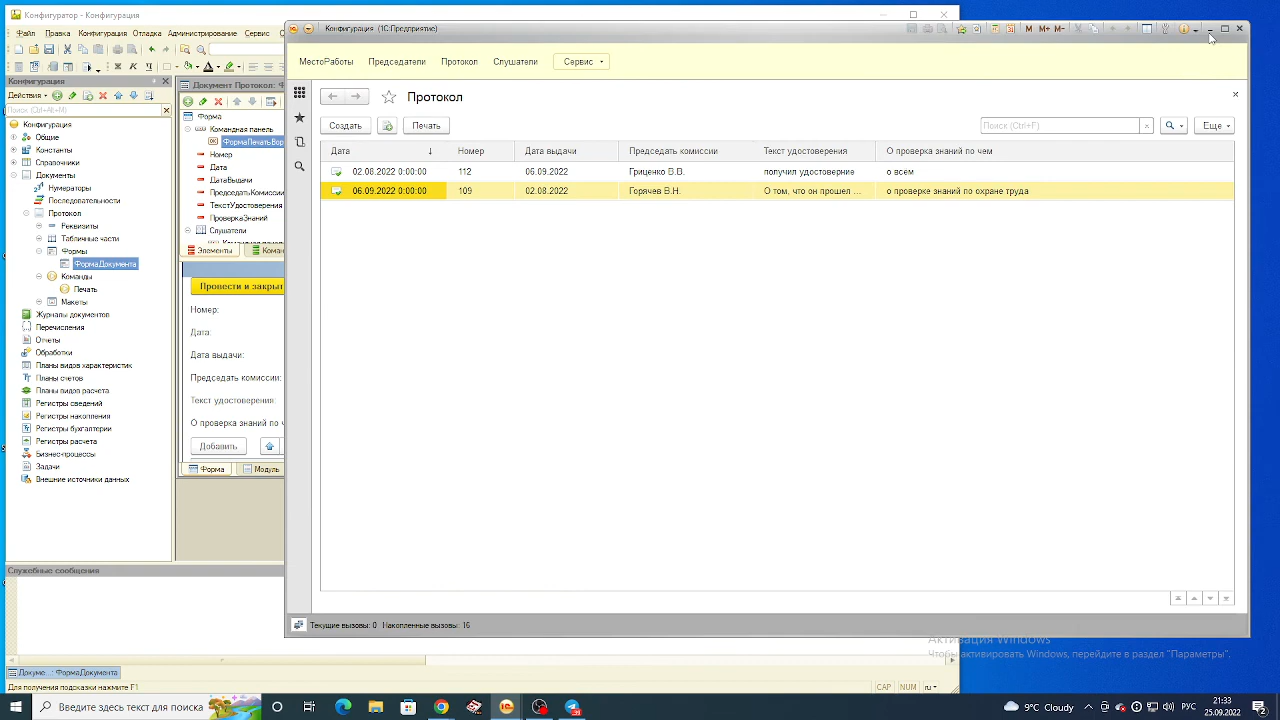 Конфигуратор - Конфигурация
Файл Правка Конфигурация Отладка Администрирование Сервис
Конфигурация
Действия
Поиск (Ctrl+Alt+M)
Конфигурация
Общие
Константы
Справочники
Документы
Нумераторы
Последовательности
Протокол
Реквизиты
Табличные части
Формы
ФормаДокумента
Команды
Печать
Макеты
Журналы документов
Перечисления
Отчеты
Обработки
Планы видов характеристик
Планы счетов
Планы видов расчета
Регистры сведений
Регистры накопления
Регистры бухгалтерии
Регистры расчета
Бизнес-процессы
Задачи
Внешние источники данных
Документ Протокол: Ф
Форма
Командная панель
ФормаПечатьВор
Номер
Дата
ДатаВыдачи
ПредседатьКомиссии
ТекстУдостоверения
ПроверкаЗнаний
Слушатели
Элементы Коман
Провести и закрыт
Номер:
Дата:
Дата выдачи:
Председать комиссии:
Текст удостоверения:
О проверка знаний по ч
Добавить
Форма Модуль
Служебные сообщения
Докуме...: ФормаДокумента
Для получения подсказки нажмите F1
CAP NUM ru
Конфигурация (1С:Предприятие)
M M+ M-
МестоРаботы Председатели Протокол Слушатели Сервис
Протокол
Создать Печать Поиск (Ctrl+F) Еще
Дата ↓ Номер Дата выдачи Председать комиссии Текст удостоверения О проверка знаний по чем
02.08.2022 0:00:00 112 06.09.2022 Гриценко В.В. получил удостоверние о всем
06.09.2022 0:00:00 109 02.08.2022 Горячев В.Н. О том, что он прошел ... о проверке знаний по охране труда
Текущие вызовы: 0 Накопленные вызовы: 16
Активация Windows
Чтобы активировать Windows, перейдите в раздел "Параметры".
Введите здесь текст для поиска
9°C Cloudy
РУС
21:33
25.09.2022
2